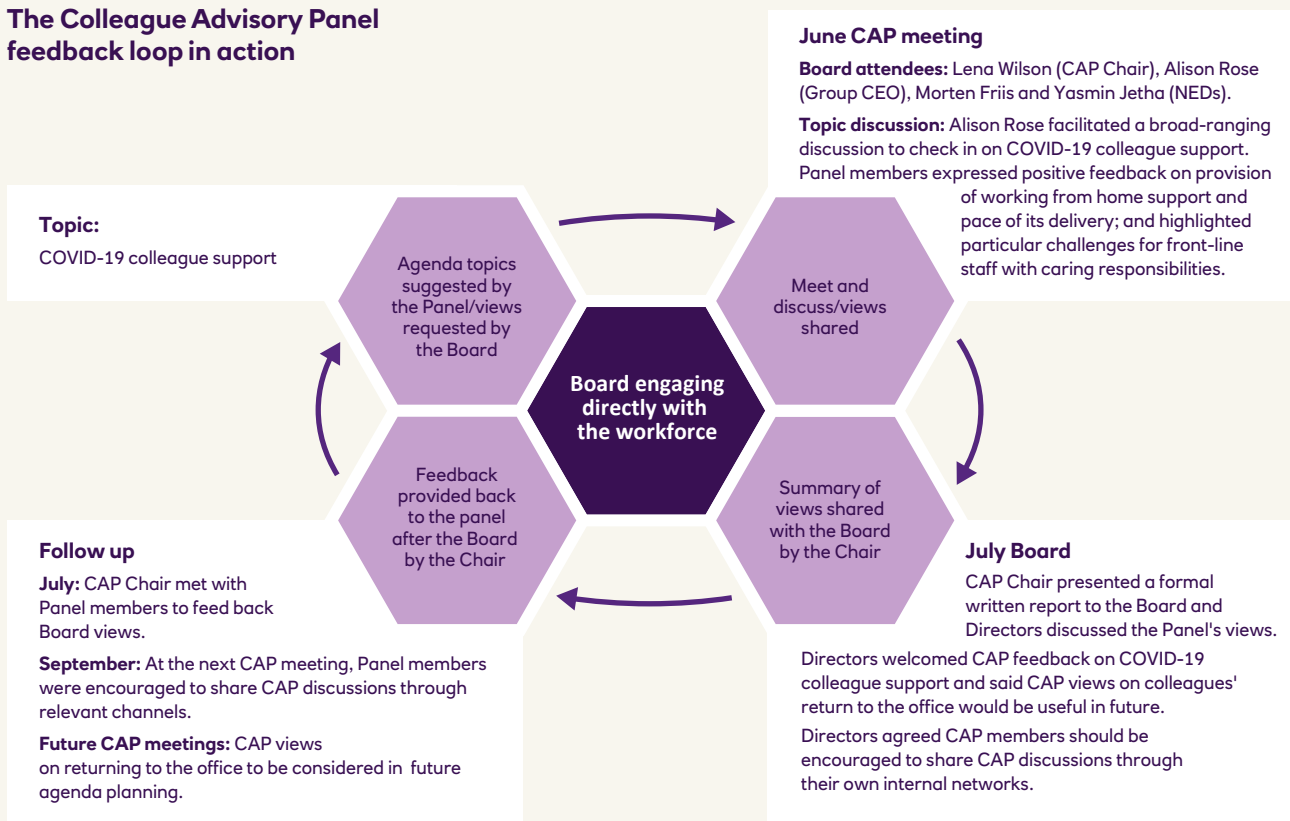 The Colleague Advisory Panel
feedback loop in action
Topic:
COVID-19 colleague support
Agenda topics
suggested by
the Panel/views
requested by
the Board
June CAP meeting
Board attendees: Lena Wilson (CAP Chair), Alison Rose
(Group CEO), Morten Friis and Yasmin Jetha (NEDs).
Topic discussion: Alison Rose facilitated a broad-ranging
discussion to check in on COVID-19 colleague support.
Panel members expressed positive feedback on provision
of working from home support and
pace of its delivery; and highlighted
particular challenges for front-line
staff with caring responsibilities.
Meet and
discuss/views
shared
Board engaging
directly with
the workforce
Summary of
views shared
with the Board
by the Chair
July Board
CAP Chair presented a formal
written report to the Board and
Directors discussed the Panel's views.
Directors welcomed CAP feedback on COVID-19
colleague support and said CAP views on colleagues'
return to the office would be useful in future.
Directors agreed CAP members should be
encouraged to share CAP discussions through
their own internal networks.
Feedback
provided back
to the panel
after the Board
by the Chair
Follow up
July: CAP Chair met with
Panel members to feed back
Board views.
September: At the next CAP meeting, Panel members
were encouraged to share CAP discussions through
relevant channels.
Future CAP meetings: CAP views
on returning to the office to be considered in future
agenda planning.